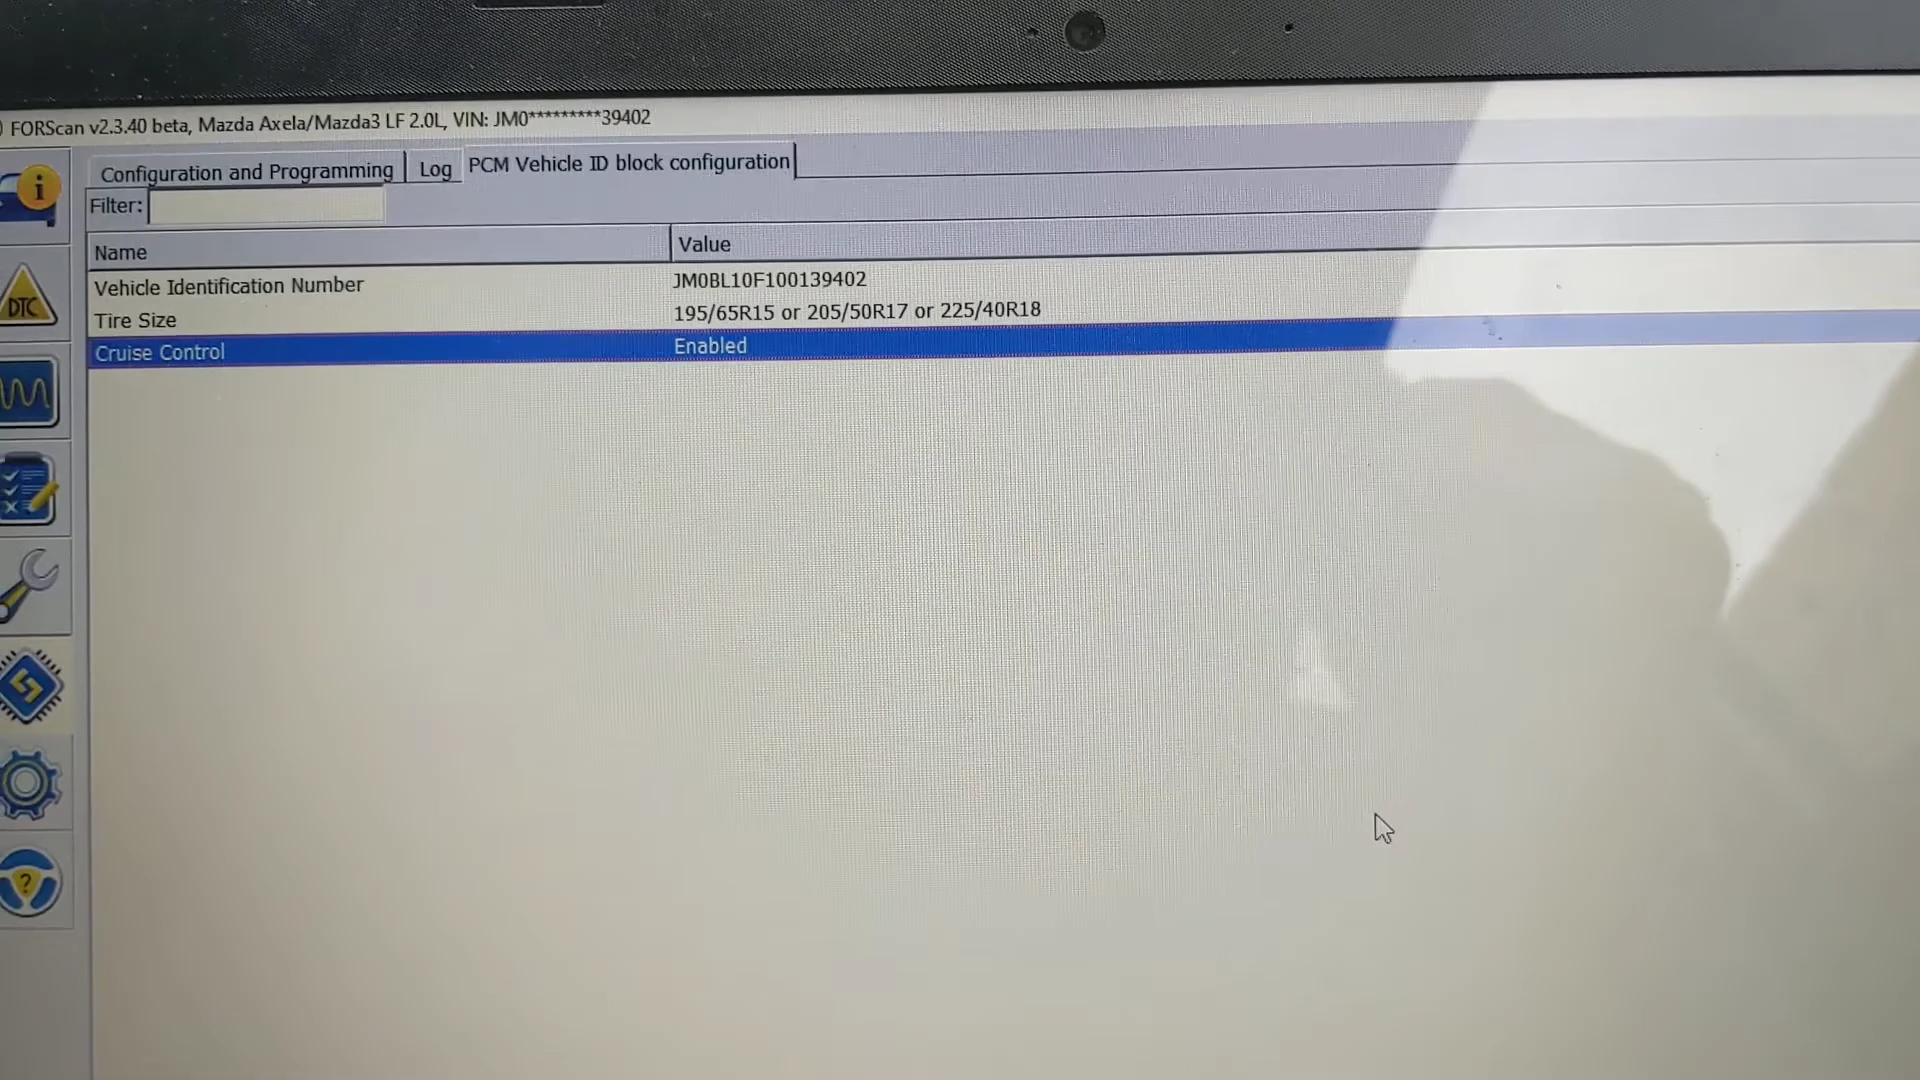 FORScan v2.3.40 beta, Mazda Axela/Mazda3 LF 2.0L, VIN: JM0*********39402
Configuration and Programming Log PCM Vehicle ID block configuration
Filter:
Name Value
Vehicle Identification Number JM0BL10F100139402
Tire Size 195/65R15 or 205/50R17 or 225/40R18
Cruise Control Enabled
i
DTC
?